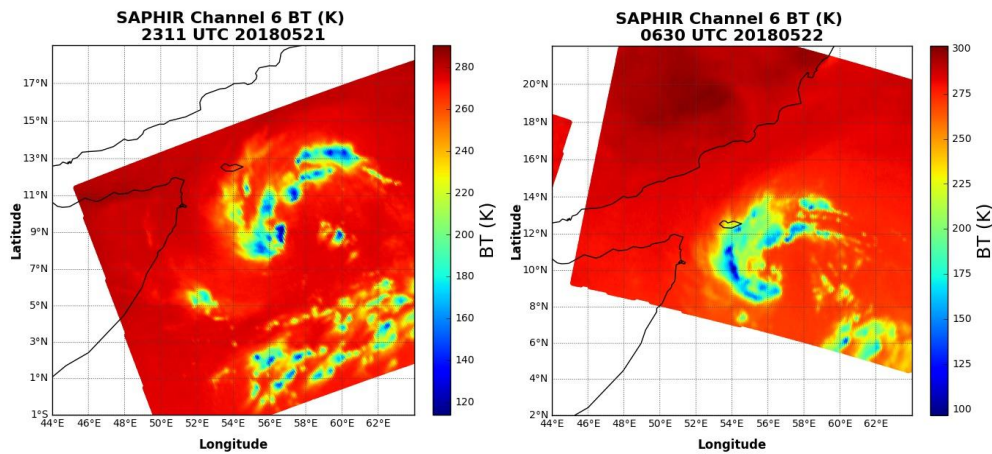 SAPHIR Channel 6 BT (K)
2311 UTC 20180521
17°N
15°N
13°N
11°N
9°N
7°N
5°N
3°N
1°N
1°S
Latitude
44°E 46°E 48°E 50°E 52°E 54°E 56°E 58°E 60°E 62°E
Longitude
280
260
240
220
200
180
160
140
120
BT (K)
SAPHIR Channel 6 BT (K)
0630 UTC 20180522
20°N
18°N
16°N
14°N
12°N
10°N
8°N
6°N
4°N
2°N
Latitude
44°E 46°E 48°E 50°E 52°E 54°E 56°E 58°E 60°E 62°E
Longitude
300
275
250
225
200
175
150
125
100
BT (K)